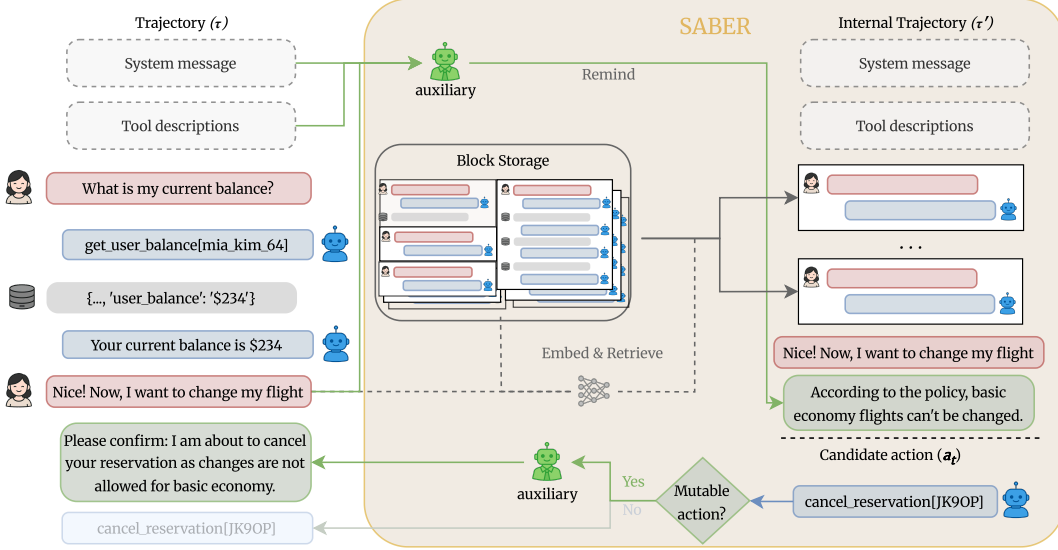 Trajectory (τ)
System message
Tool descriptions
What is my current balance?
get_user_balance[mia_kim_64]
{..., 'user_balance': '$234'}
Your current balance is $234
Nice! Now, I want to change my flight
Please confirm: I am about to cancel
your reservation as changes are not
allowed for basic economy.
cancel_reservation[JK9OP]
SABER
auxiliary
Remind
Block Storage
Embed & Retrieve
auxiliary
Yes
No
Mutable
action?
Internal Trajectory (τ′)
System message
Tool descriptions
...
Nice! Now, I want to change my flight
According to the policy, basic
economy flights can't be changed.
Candidate action (at)
cancel_reservation[JK9OP]